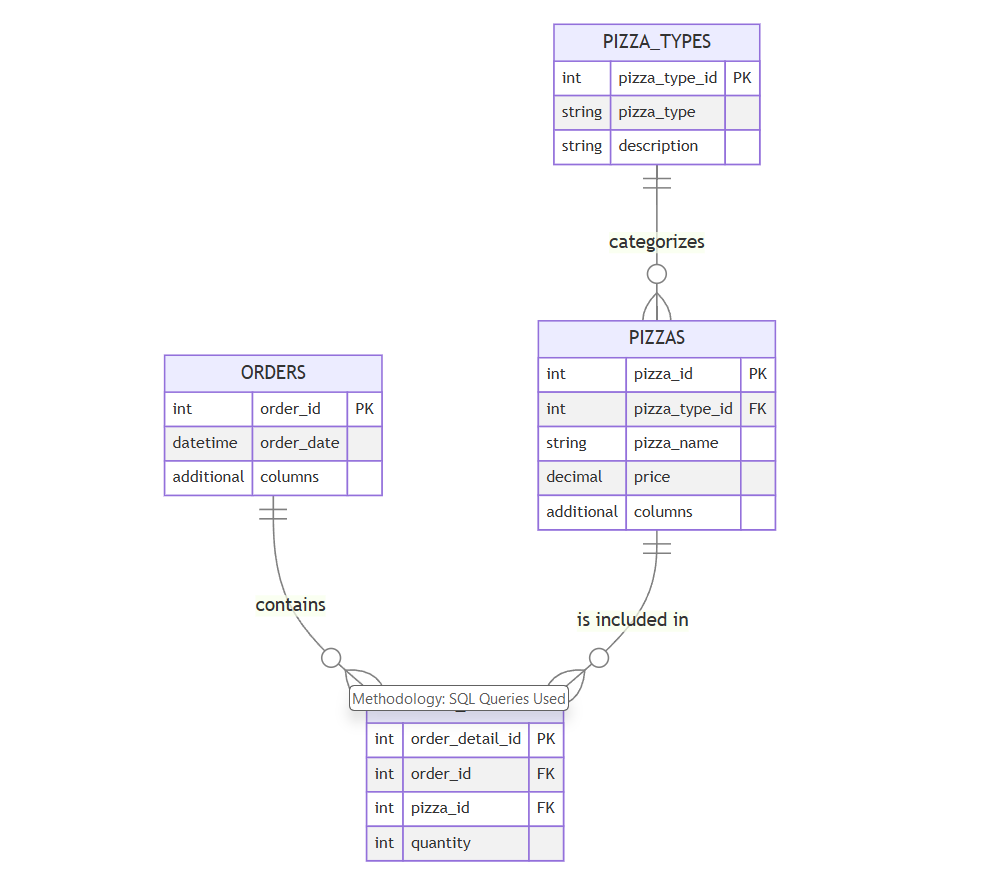 PIZZA_TYPES
int pizza_type_id PK
string pizza_type
string description
categorizes
PIZZAS
int pizza_id PK
int pizza_type_id FK
string pizza_name
decimal price
additional columns
ORDERS
int order_id PK
datetime order_date
additional columns
contains
is included in
Methodology: SQL Queries Used
int order_detail_id PK
int order_id FK
int pizza_id FK
int quantity